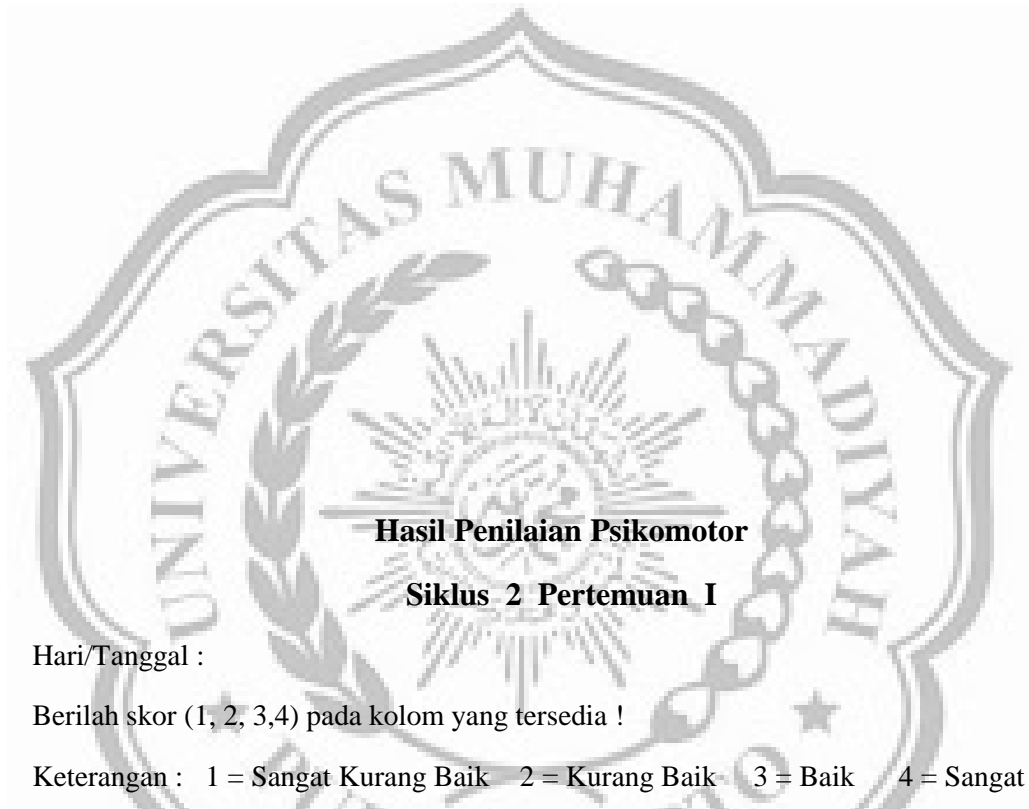 UNIVERSITAS MUHAMMADIYAH
Hasil Penilaian Psikomotor
Siklus 2 Pertemuan I
Hari/Tanggal :
Berilah skor (1, 2, 3,4) pada kolom yang tersedia !
Keterangan : 1 = Sangat Kurang Baik 2 = Kurang Baik 3 = Baik 4 = Sangat